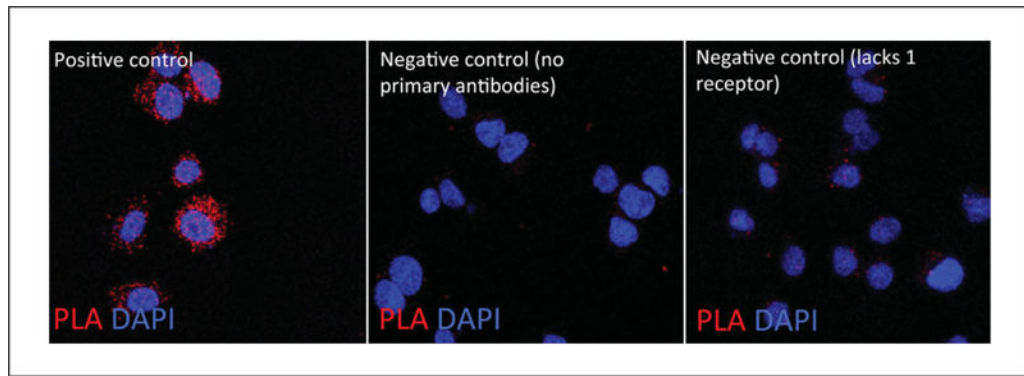 Positive control
PLA DAPI
Negative control (no
primary antibodies)
PLA DAPI
Negative control (lacks 1
receptor)
PLA DAPI